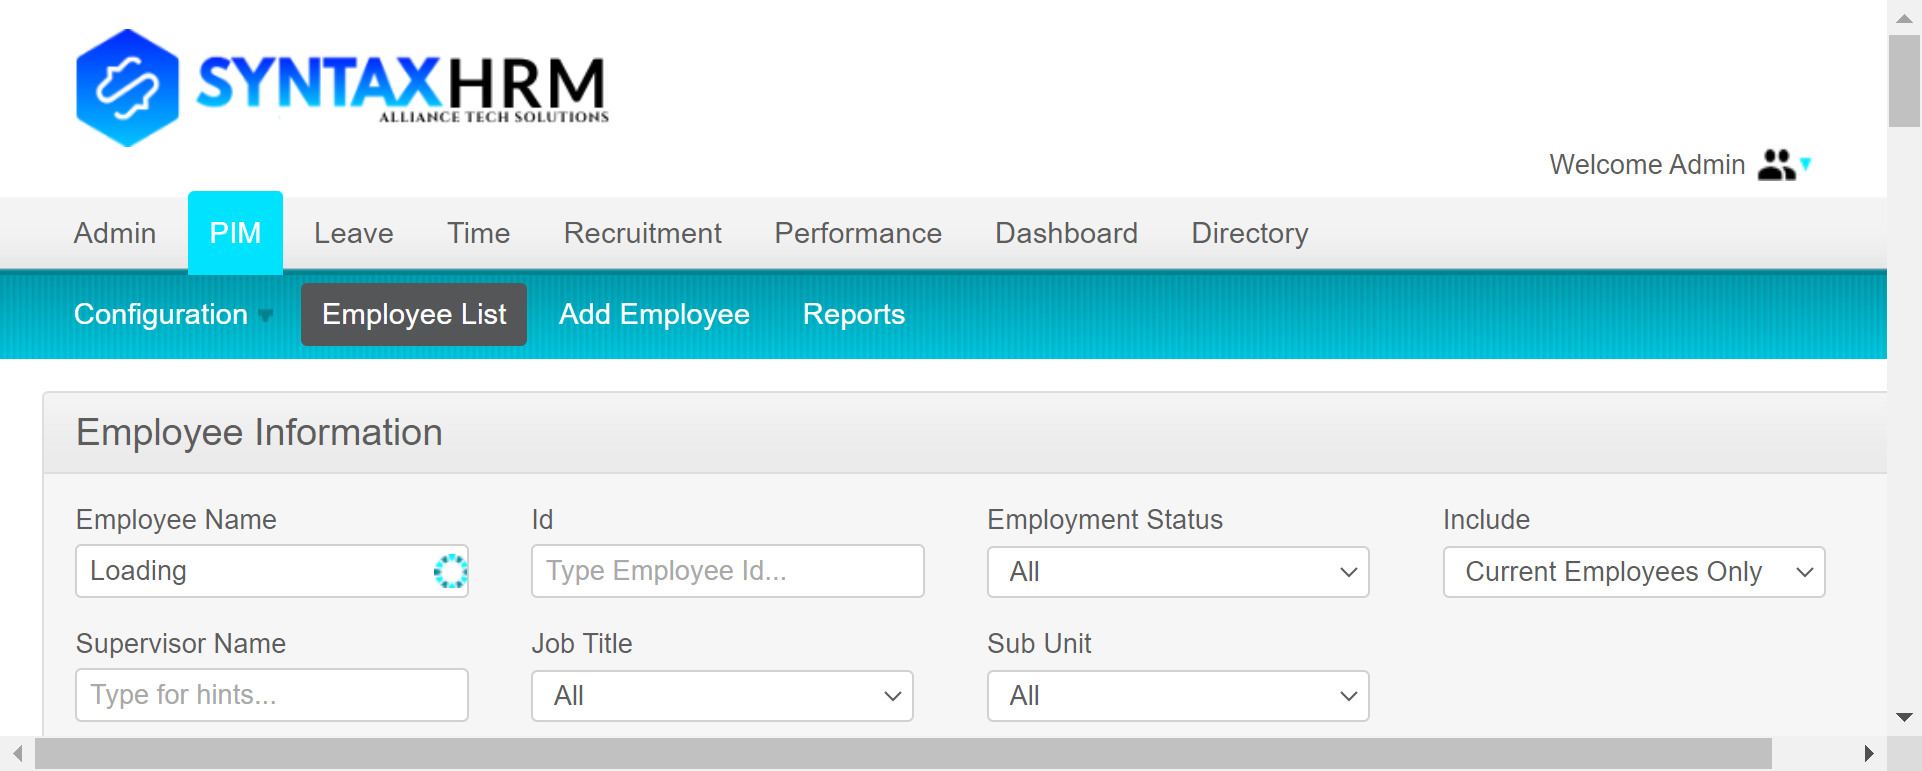 SYNTAXHRM
ALLIANCE TECH SOLUTIONS
Welcome Admin
Admin PIM Leave Time Recruitment Performance Dashboard Directory
Configuration Employee List Add Employee Reports
Employee Information
Employee Name Id Employment Status Include
Loading Type Employee Id... All Current Employees Only
Supervisor Name Job Title Sub Unit
Type for hints... All All